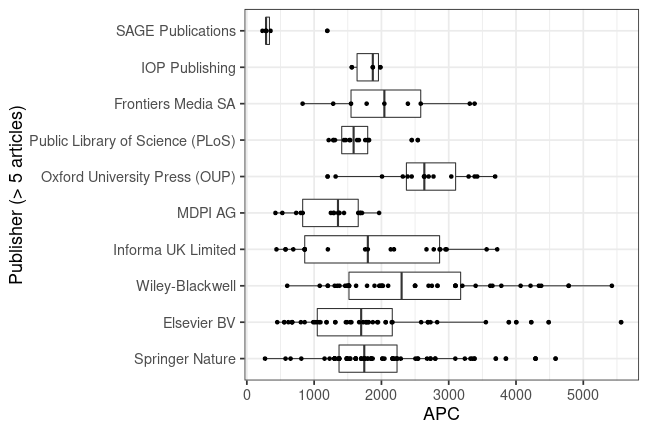 Publisher (> 5 articles)
SAGE Publications
IOP Publishing
Frontiers Media SA
Public Library of Science (PLoS)
Oxford University Press (OUP)
MDPI AG
Informa UK Limited
Wiley-Blackwell
Elsevier BV
Springer Nature
0 1000 2000 3000 4000 5000
APC